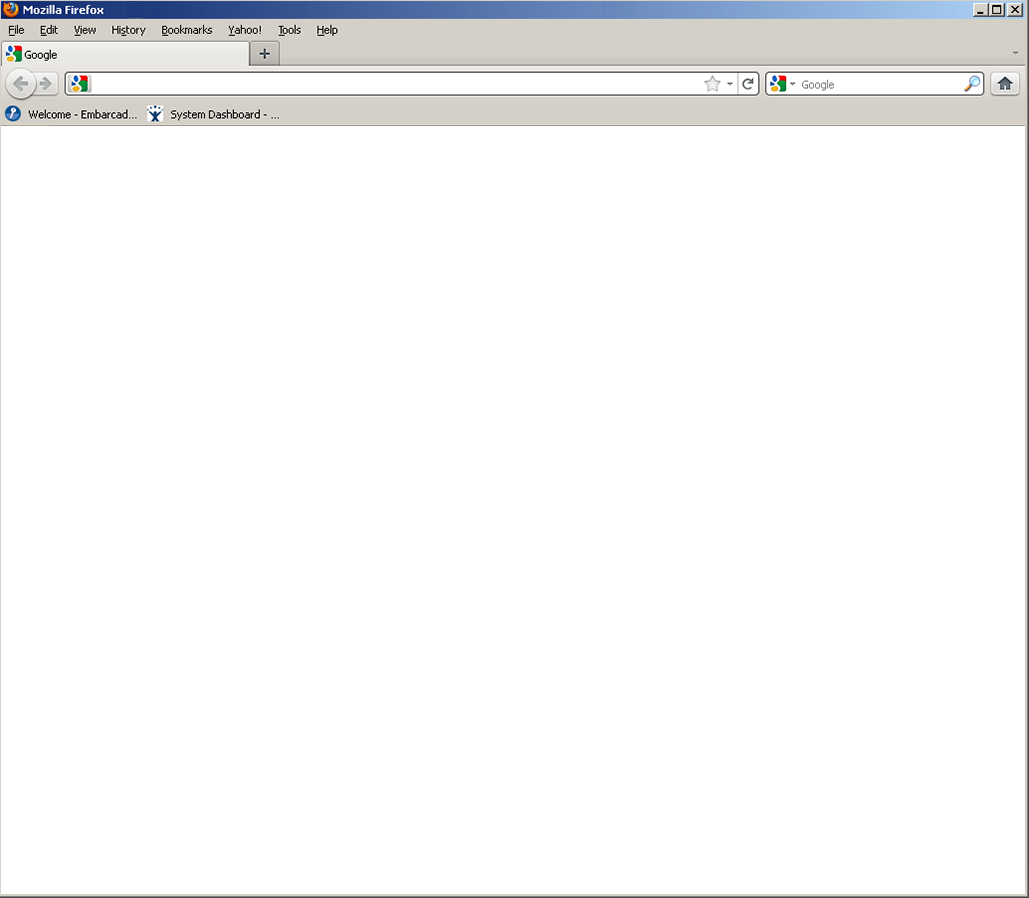 Mozilla Firefox
File Edit View History Bookmarks Yahoo! Tools Help
Google
Google
Welcome - Embarcad... System Dashboard - ...